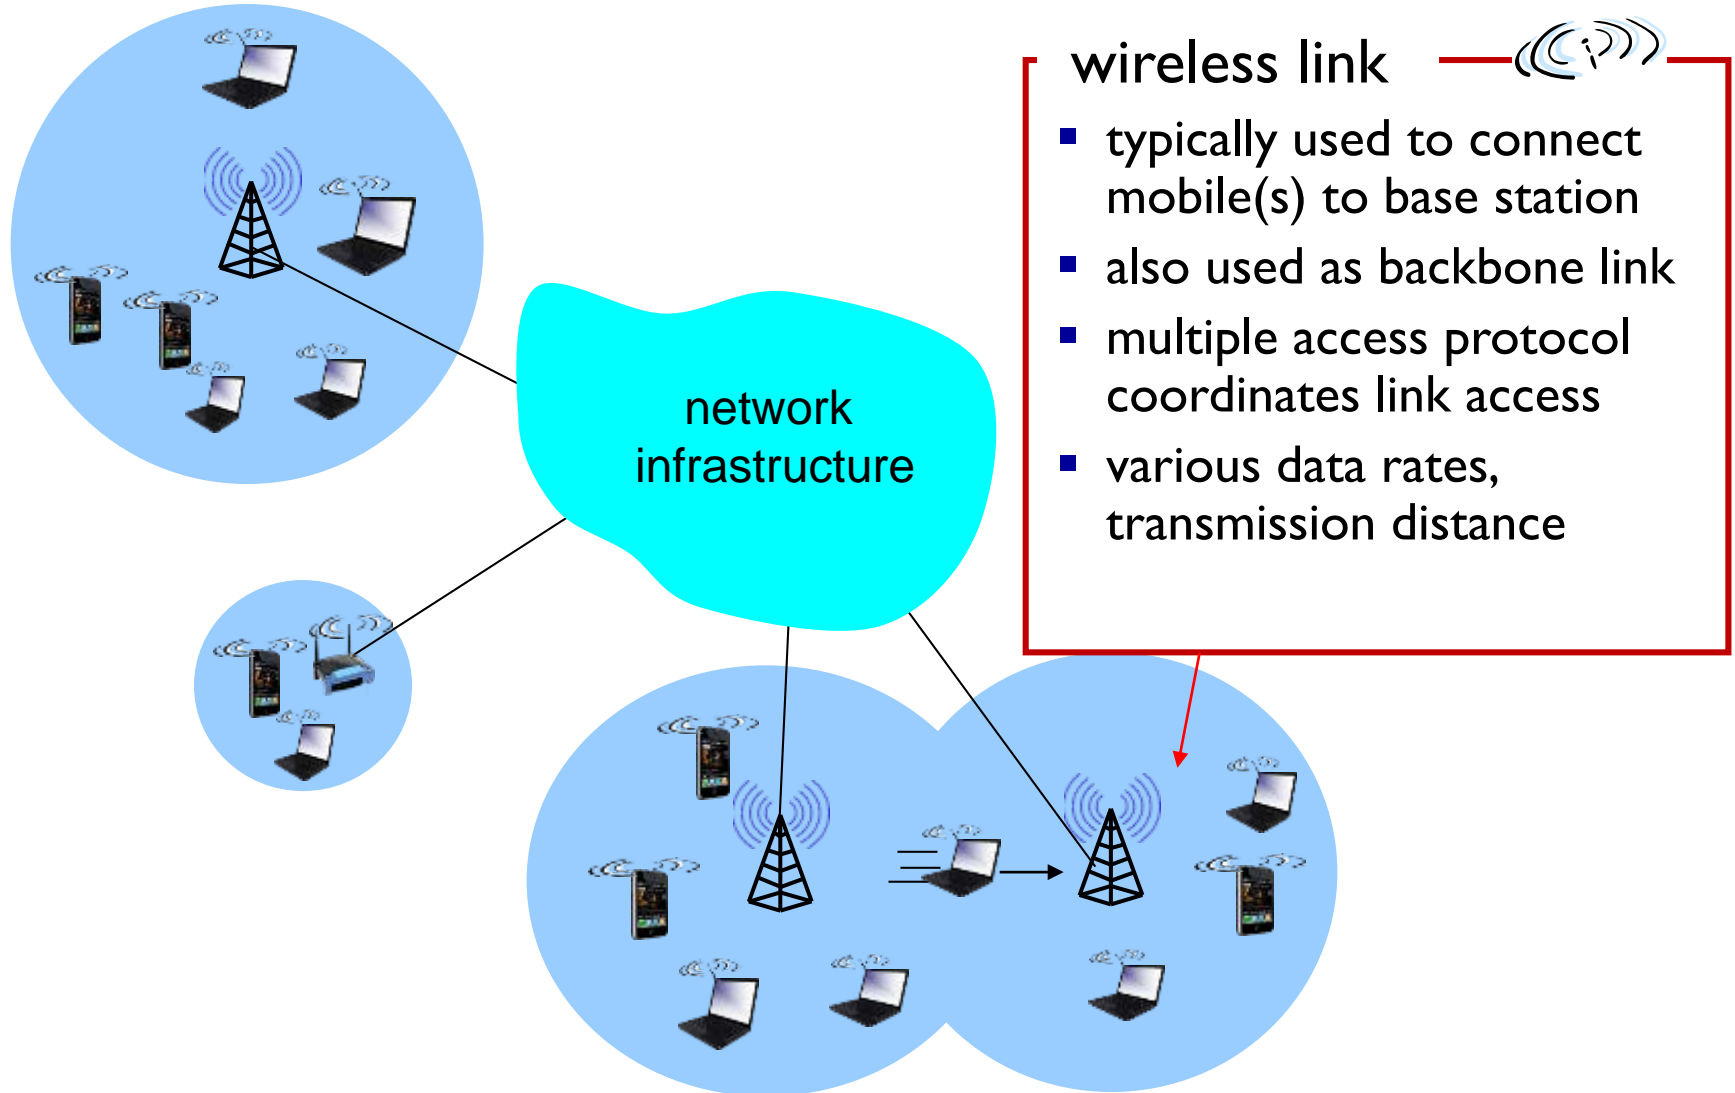 wireless link
▪ typically used to connect
mobile(s) to base station
▪ also used as backbone link
▪ multiple access protocol
coordinates link access
▪ various data rates,
transmission distance
network
infrastructure